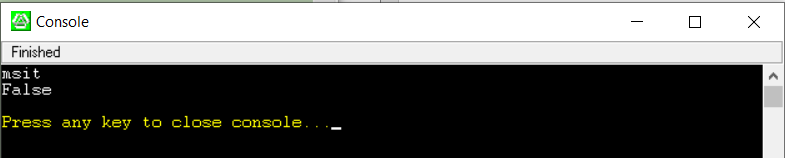 Console
Finished
msit
False
Press any key to close console...